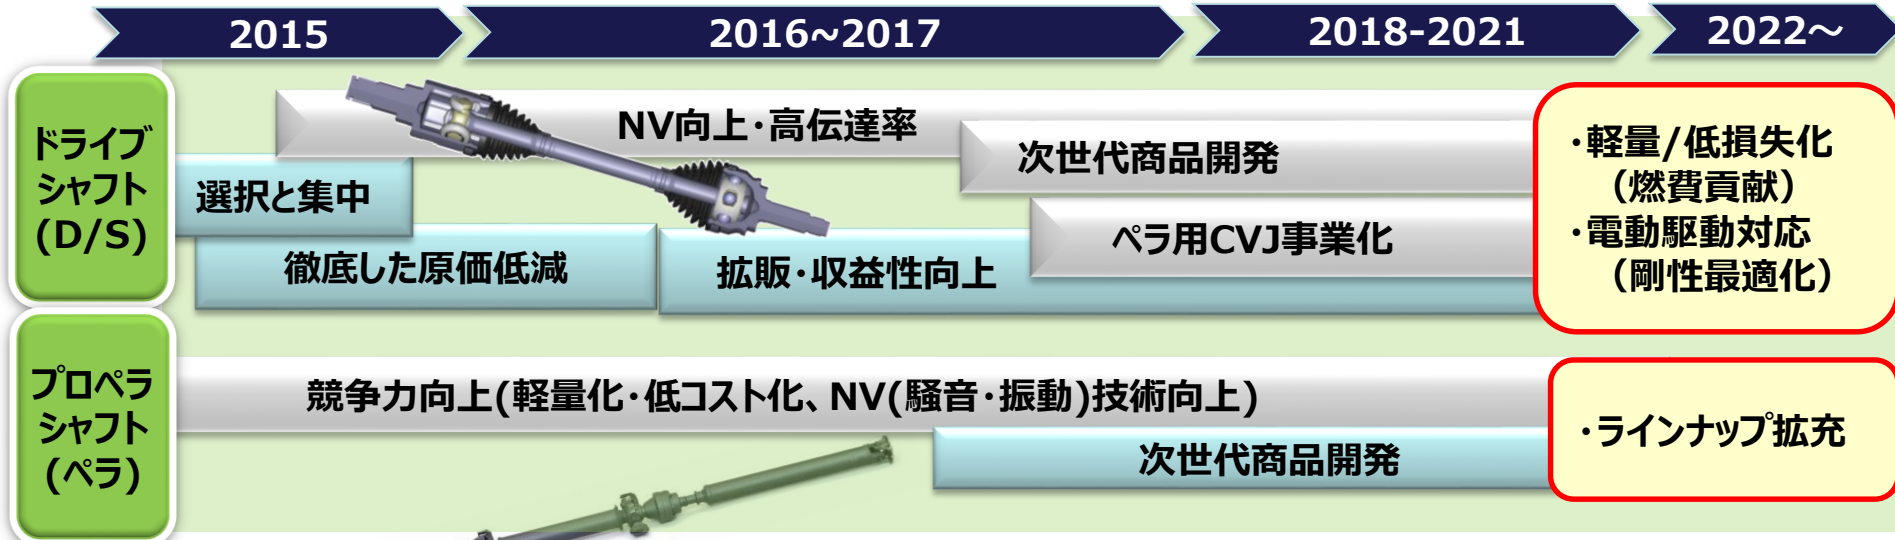 2015
2016~2017
2018-2021
2022～
ドライブ
シャフト
(D/S)
NV向上・高伝達率
次世代商品開発
選択と集中
ペラ用CVJ事業化
徹底した原価低減
拡販・収益性向上
・軽量/低損失化
（燃費貢献）
・電動駆動対応
（剛性最適化）
プロペラ
シャフト
(ペラ)
競争力向上(軽量化・低コスト化、NV(騒音・振動)技術向上)
次世代商品開発
・ラインナップ拡充